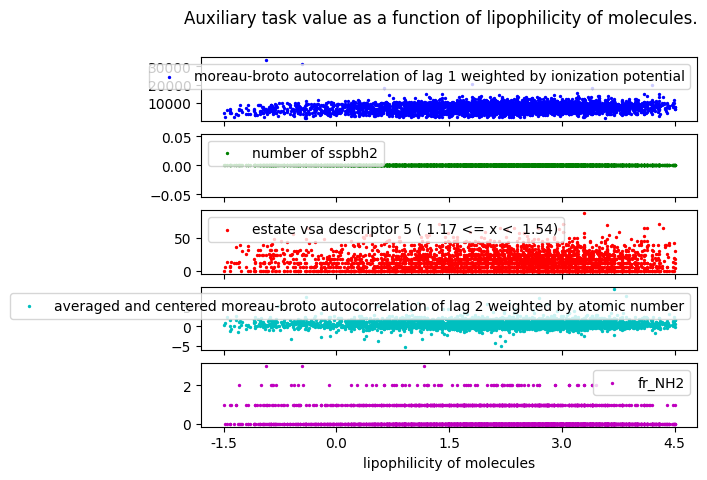 Auxiliary task value as a function of lipophilicity of molecules.
30000
20000
10000
moreau-broto autocorrelation of lag 1 weighted by ionization potential
0.05
0.00
−0.05
number of sspbh2
50
0
estate vsa descriptor 5 ( 1.17 <= x < 1.54)
averaged and centered moreau-broto autocorrelation of lag 2 weighted by atomic number
0
−5
2
0
fr_NH2
-1.5 0.0 1.5 3.0 4.5
lipophilicity of molecules